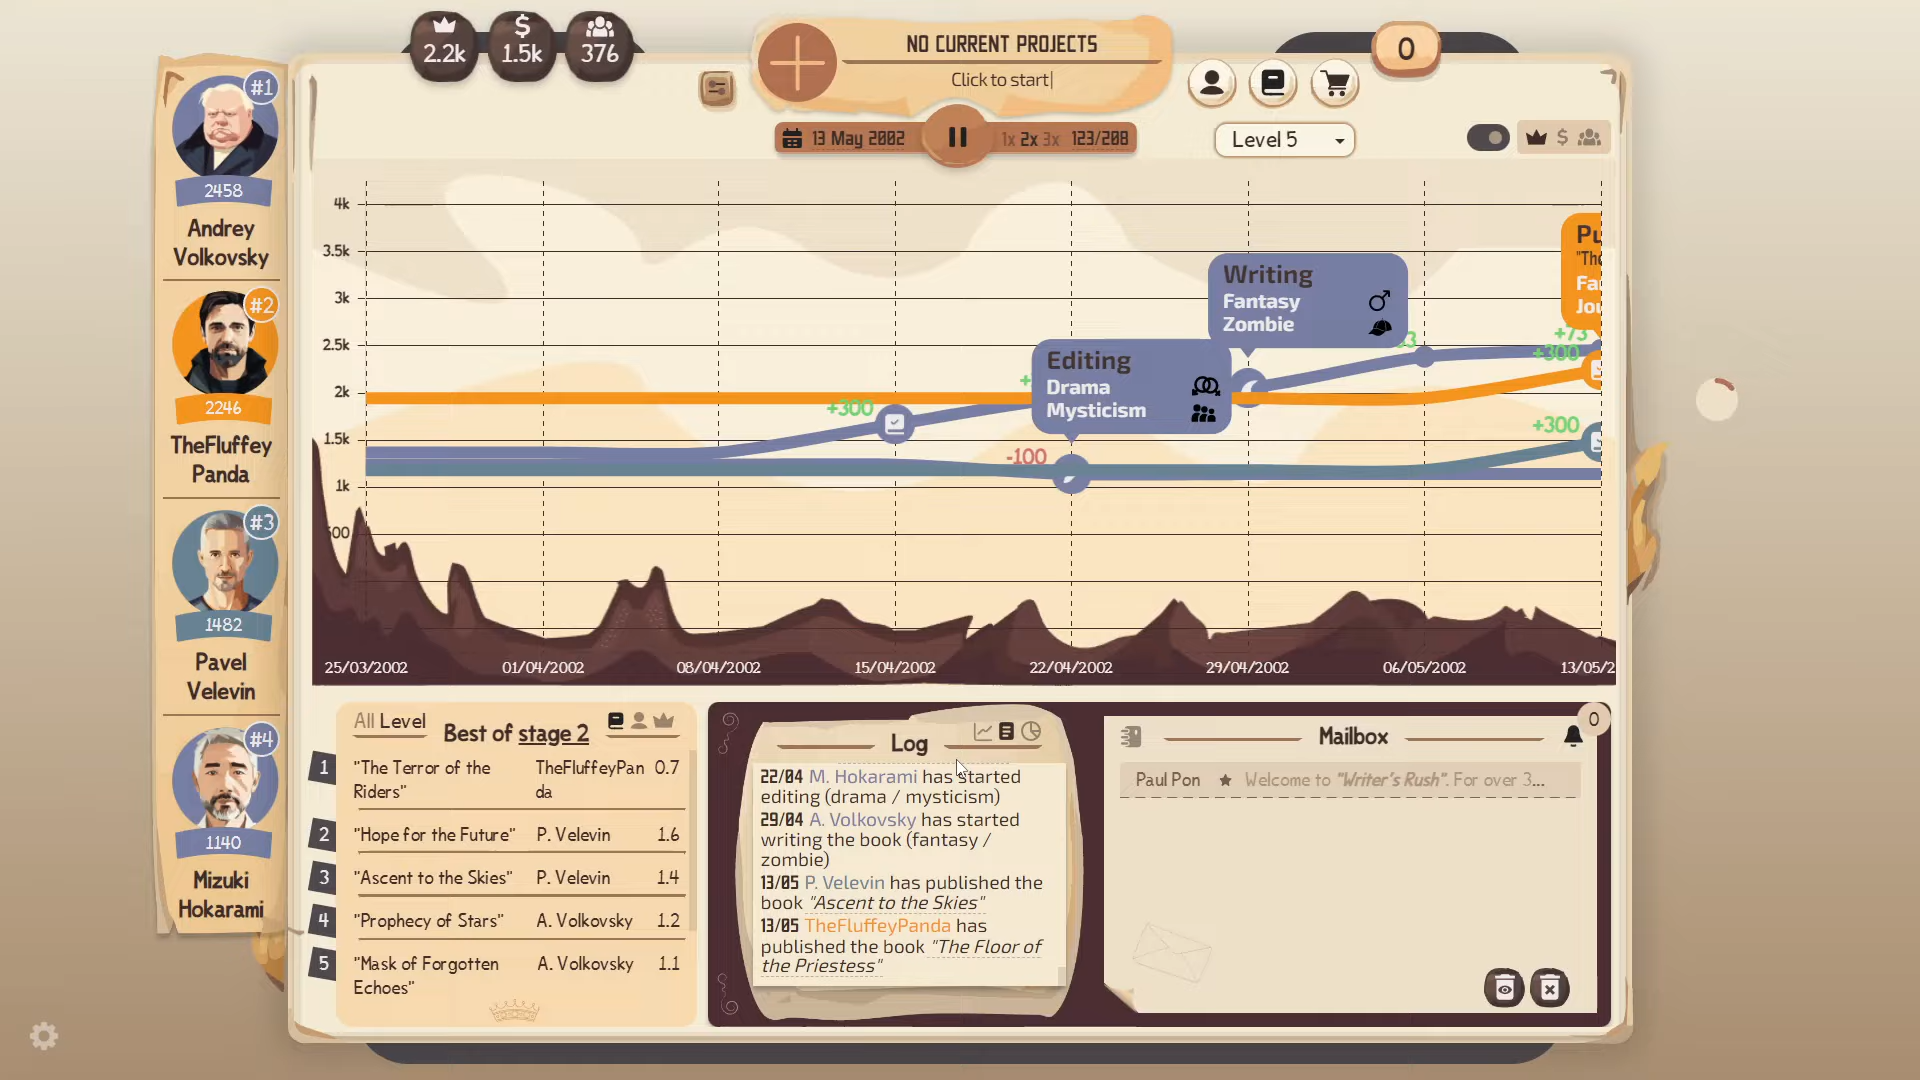 2.2k
1.5k
376
NO CURRENT PROJECTS
Click to start
0
13 May 2002
1x 2x 3x
123/208
Level 5
#1
2458
Andrey
Volkovsky
#2
2246
TheFluffey
Panda
#3
1482
Pavel
Velevin
#4
1140
Mizuki
Hokarami
4k
3.5k
3k
2.5k
2k
1.5k
1k
+300
-100
Editing
Drama
Mysticism
Writing
Fantasy
Zombie
+73
+300
+300
25/03/2002
01/04/2002
08/04/2002
15/04/2002
22/04/2002
29/04/2002
06/05/2002
13/05/2
All Level
Best of stage 2
1 "The Terror of the TheFluffeyPan 0.7
Riders" da
2 "Hope for the Future" P. Velevin 1.6
3 "Ascent to the Skies" P. Velevin 1.4
4 "Prophecy of Stars" A. Volkovsky 1.2
5 "Mask of Forgotten A. Volkovsky 1.1
Echoes"
Log
22/04 M. Hokarami has started
editing (drama / mysticism)
29/04 A. Volkovsky has started
writing the book (fantasy /
zombie)
13/05 P. Velevin has published the
book "Ascent to the Skies"
13/05 TheFluffeyPanda has
published the book "The Floor of
the Priestess"
Mailbox
0
Paul Pon ★ Welcome to "Writer's Rush". For over 3...